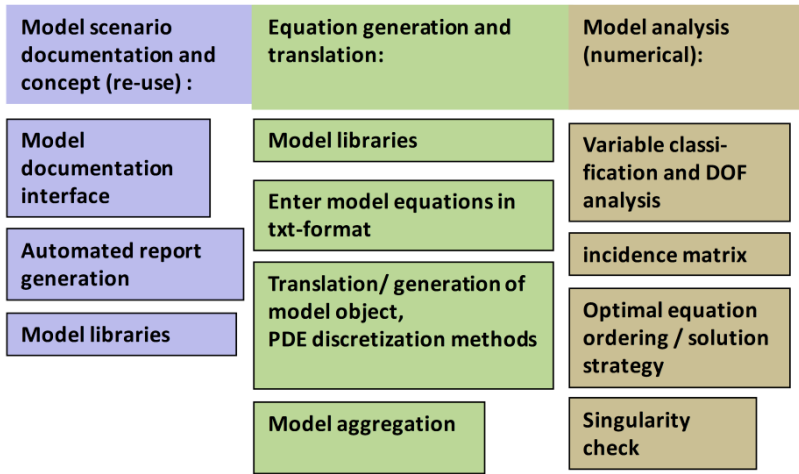 Model scenario
documentation and
concept (re-use) :
Model
documentation
interface
Automated report
generation
Model libraries
Equation generation and
translation:
Model libraries
Enter model equations in
txt-format
Translation/ generation of
model object,
PDE discretization methods
Model aggregation
Model analysis
(numerical):
Variable classi-
fication and DOF
analysis
incidence matrix
Optimal equation
ordering / solution
strategy
Singularity
check